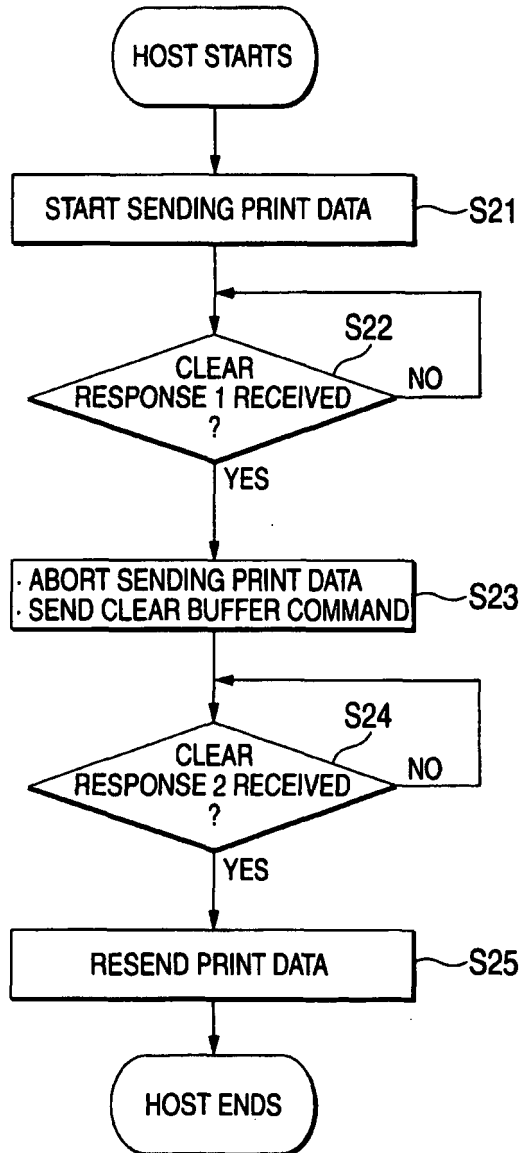 HOST STARTS
START SENDING PRINT DATA
S21
S22
CLEAR
RESPONSE 1 RECEIVED
?
NO
YES
· ABORT SENDING PRINT DATA
· SEND CLEAR BUFFER COMMAND
S23
S24
CLEAR
RESPONSE 2 RECEIVED
?
NO
YES
RESEND PRINT DATA
S25
HOST ENDS